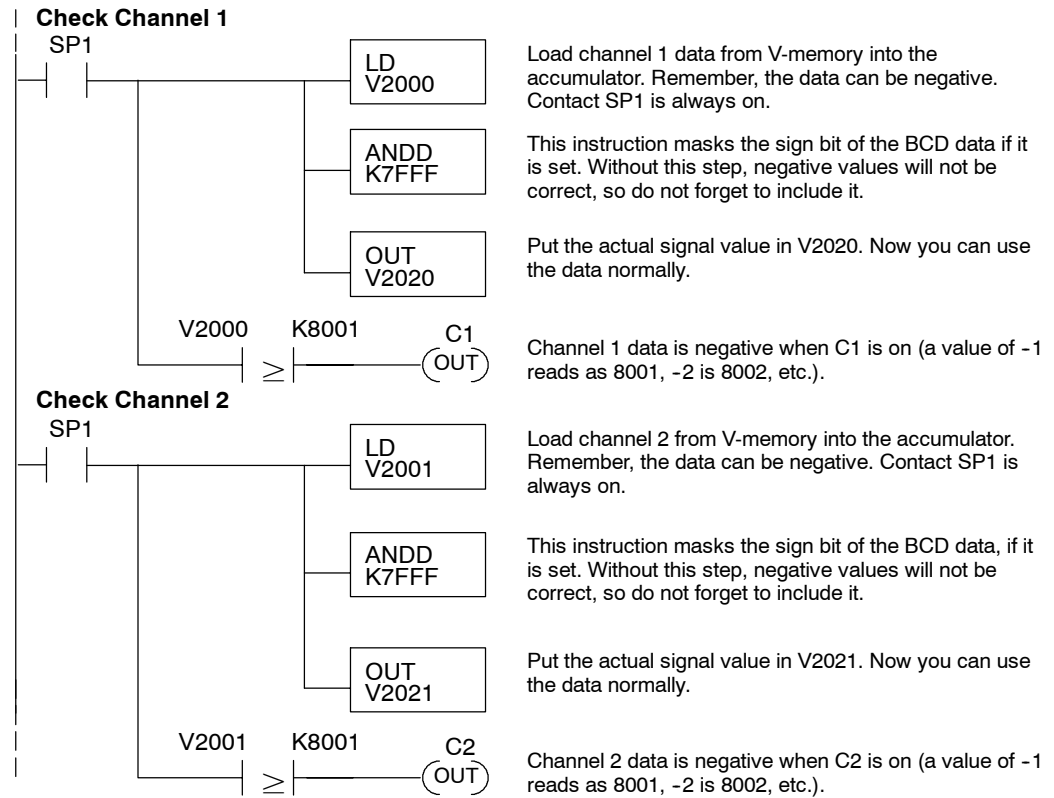 Check Channel 1
SP1
LD
V2000
Load channel 1 data from V-memory into the
accumulator. Remember, the data can be negative.
Contact SP1 is always on.
ANDD
K7FFF
This instruction masks the sign bit of the BCD data if it
is set. Without this step, negative values will not be
correct, so do not forget to include it.
OUT
V2020
Put the actual signal value in V2020. Now you can use
the data normally.
V2000 K8001 C1
≥ OUT
Channel 1 data is negative when C1 is on (a value of -1
reads as 8001, -2 is 8002, etc.).
Check Channel 2
SP1
LD
V2001
Load channel 2 from V-memory into the accumulator.
Remember, the data can be negative. Contact SP1 is
always on.
ANDD
K7FFF
This instruction masks the sign bit of the BCD data, if it
is set. Without this step, negative values will not be
correct, so do not forget to include it.
OUT
V2021
Put the actual signal value in V2021. Now you can use
the data normally.
V2001 K8001 C2
≥ OUT
Channel 2 data is negative when C2 is on (a value of -1
reads as 8001, -2 is 8002, etc.).